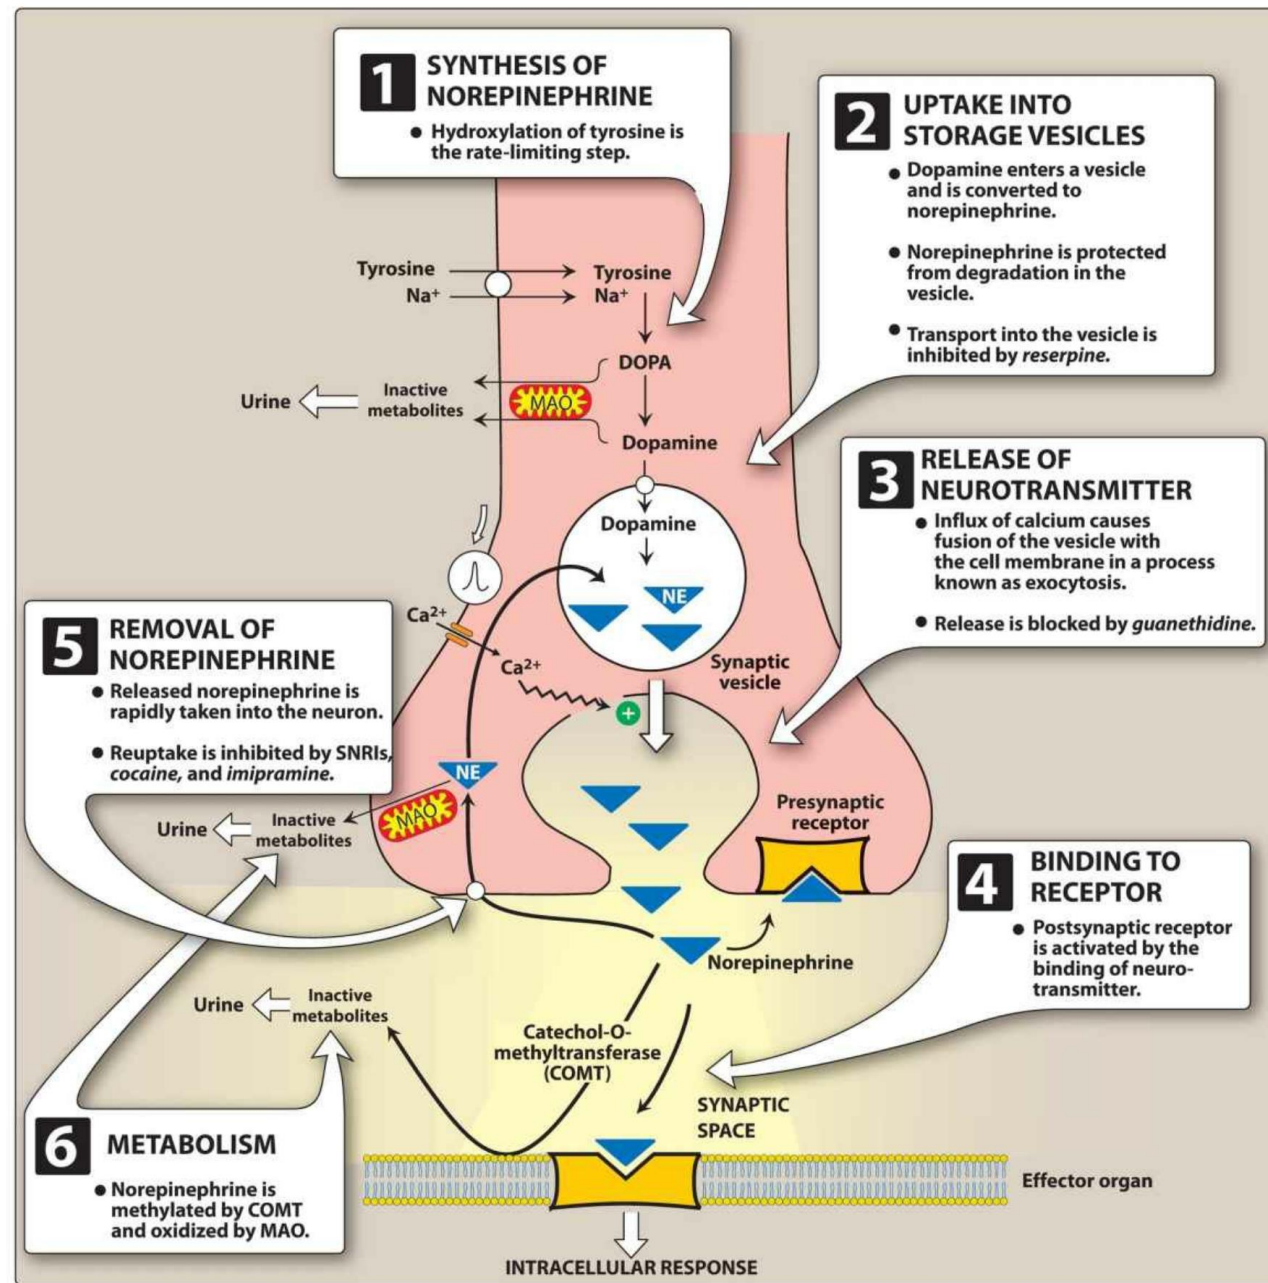 1
SYNTHESIS OF
NOREPINEPHRINE
• Hydroxylation of tyrosine is
the rate-limiting step.
2
UPTAKE INTO
STORAGE VESICLES
• Dopamine enters a vesicle
and is converted to
norepinephrine.
• Norepinephrine is protected
from degradation in the
vesicle.
• Transport into the vesicle is
inhibited by reserpine.
Tyrosine
Tyrosine
Na⁺
Na⁺
DOPA
MAO
Inactive
metabolites
Urine
Dopamine
Dopamine
NE
Synaptic
vesicle
3
RELEASE OF
NEUROTRANSMITTER
• Influx of calcium causes
fusion of the vesicle with
the cell membrane in a process
known as exocytosis.
• Release is blocked by guanethidine.
Ca²⁺
Ca²⁺
+
5
REMOVAL OF
NOREPINEPHRINE
• Released norepinephrine is
rapidly taken into the neuron.
• Reuptake is inhibited by SNRIs,
cocaine, and imipramine.
NE
MAO
Inactive
metabolites
Urine
Presynaptic
receptor
4
BINDING TO
RECEPTOR
• Postsynaptic receptor
is activated by the
binding of neuro-
transmitter.
Norepinephrine
Urine
Inactive
metabolites
Catechol-O-
methyltransferase
(COMT)
SYNAPTIC
SPACE
6
METABOLISM
• Norepinephrine is
methylated by COMT
and oxidized by MAO.
Effector organ
INTRACELLULAR RESPONSE